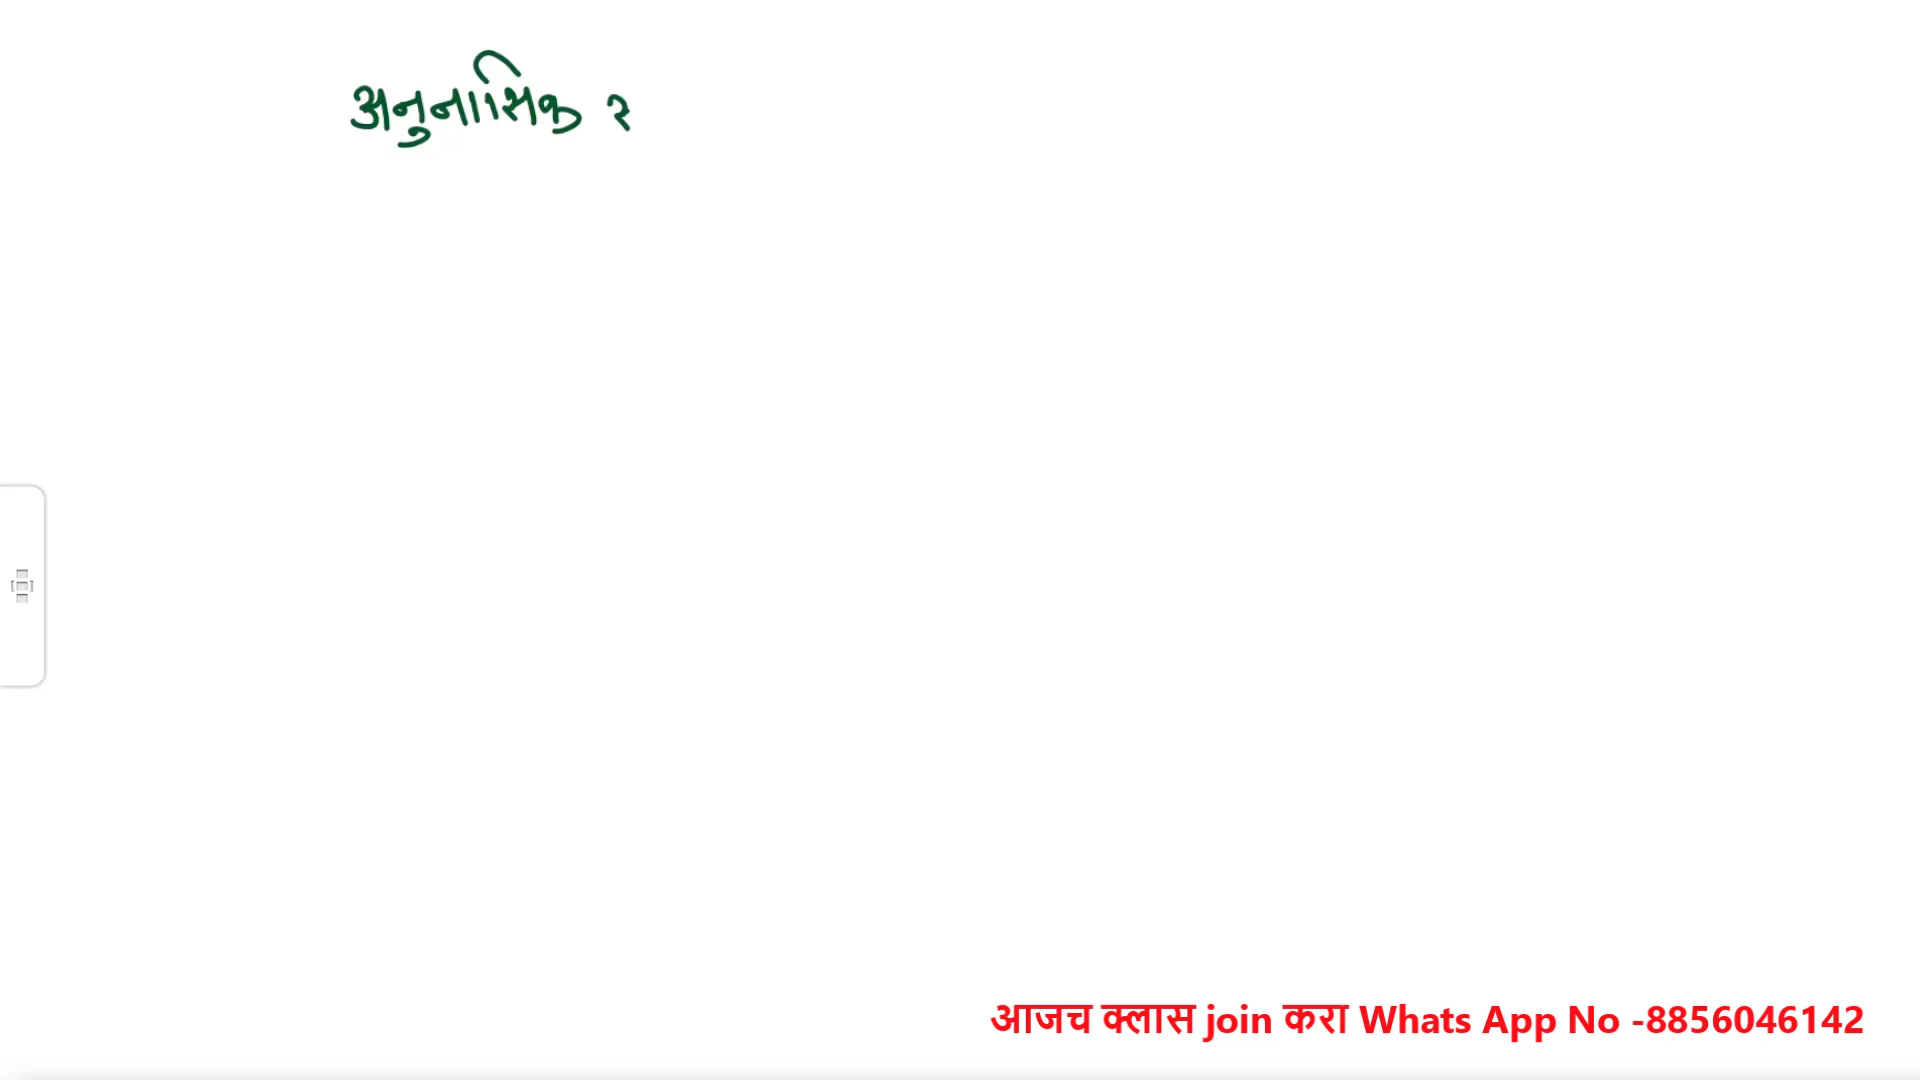 अनुनासिक र
आजच क्लास join करा Whats App No -8856046142